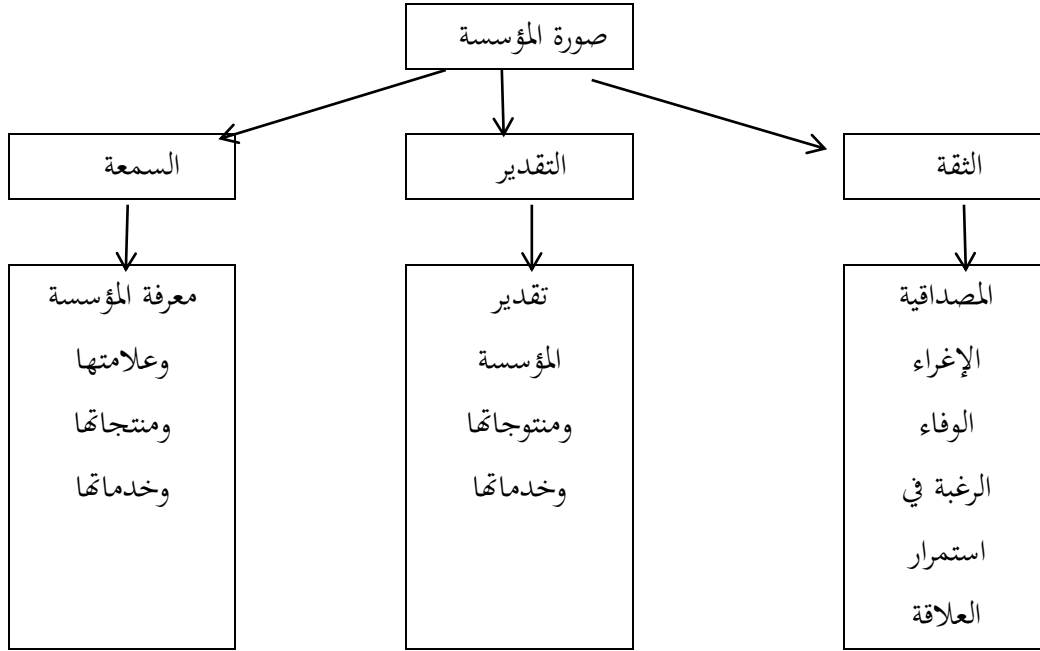 صورة المؤسسة
الثقة
التقدير
السمعة
المصداقية
الإغراء
الوفاء
الرغبة في
استمرار
العلاقة
تقدير
المؤسسة
ومنتوجاتها
وخدماتها
معرفة المؤسسة
وعلامتها
ومنتجاتها
وخدماتها